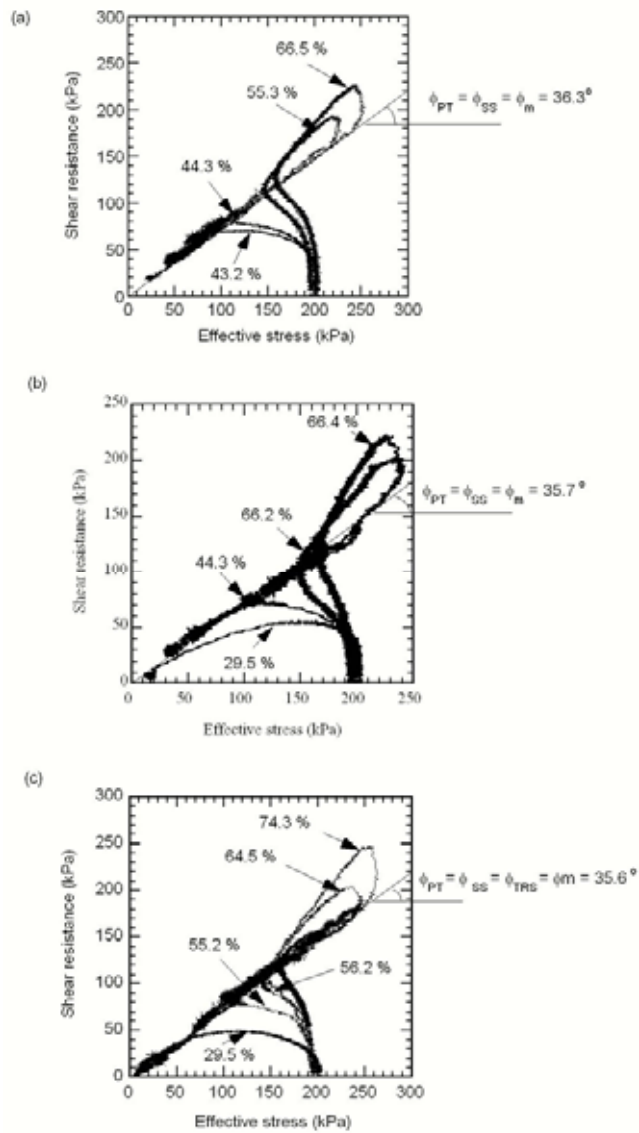 (a)
300
250
200
150
100
50
0
Shear resistance (kPa)
66.5 %
55.3 %
44.3 %
43.2 %
ϕPT = ϕSS = ϕm = 36.3°
0 50 100 150 200 250 300
Effective stress (kPa)
(b)
250
200
150
100
50
0
Shear resistance (kPa)
66.4 %
66.2 %
44.3 %
29.5 %
ϕPT = ϕSS = ϕm = 35.7°
0 50 100 150 200 250
Effective stress (kPa)
(c)
300
250
200
150
100
50
0
Shear resistance (kPa)
74.3 %
64.5 %
55.2 %
56.2 %
29.5 %
ϕPT = ϕSS = ϕTRS = ϕm = 35.6°
0 50 100 150 200 250 300
Effective stress (kPa)